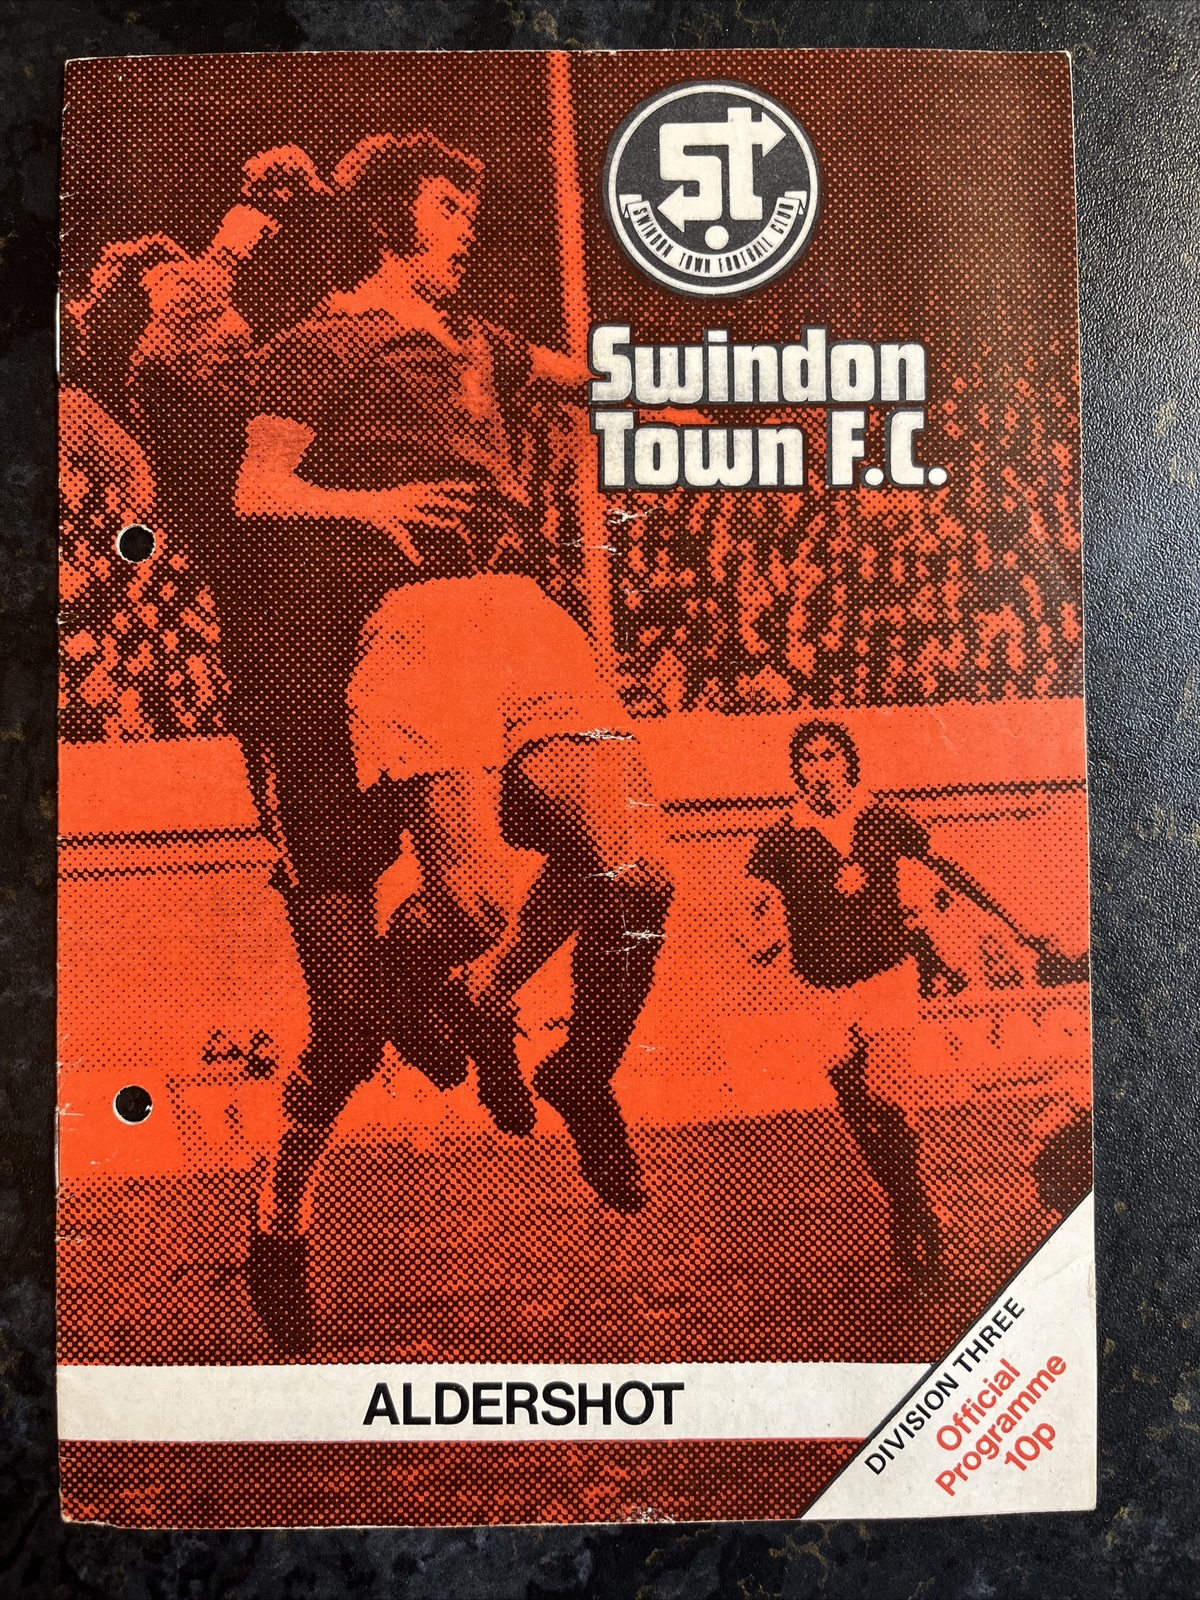 ST
SWINDON TOWN FOOTBALL CLUB
Swindon
Town F.C.
ALDERSHOT
DIVISION THREE
Official
Programme
10p